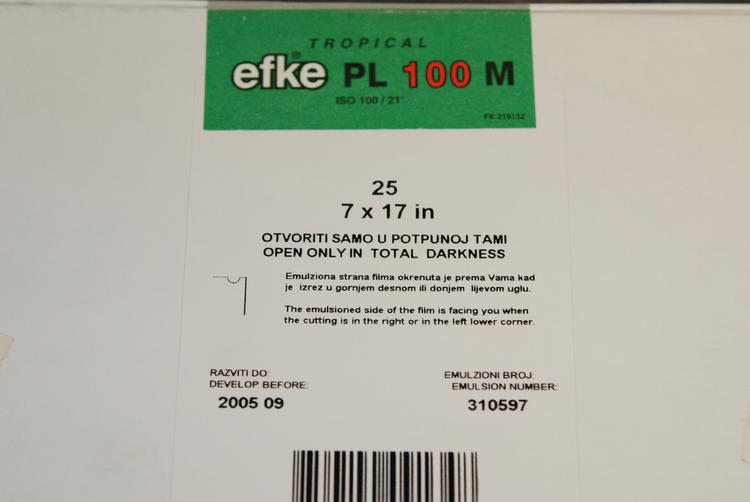 TROPICAL
efke® PL 100 M
ISO 100 / 21°
FK 219132
25
7 x 17 in
OTVORITI SAMO U POTPUNOJ TAMI
OPEN ONLY IN TOTAL DARKNESS
Emulziona strana filma okrenuta je prema Vama kad
je izrez u gornjem desnom ili donjem lijevom uglu.
The emulsioned side of the film is facing you when
the cutting is in the right or in the left lower corner.
RAZVITI DO:
DEVELOP BEFORE:
2005 09
EMULZIONI BROJ:
EMULSION NUMBER:
310597